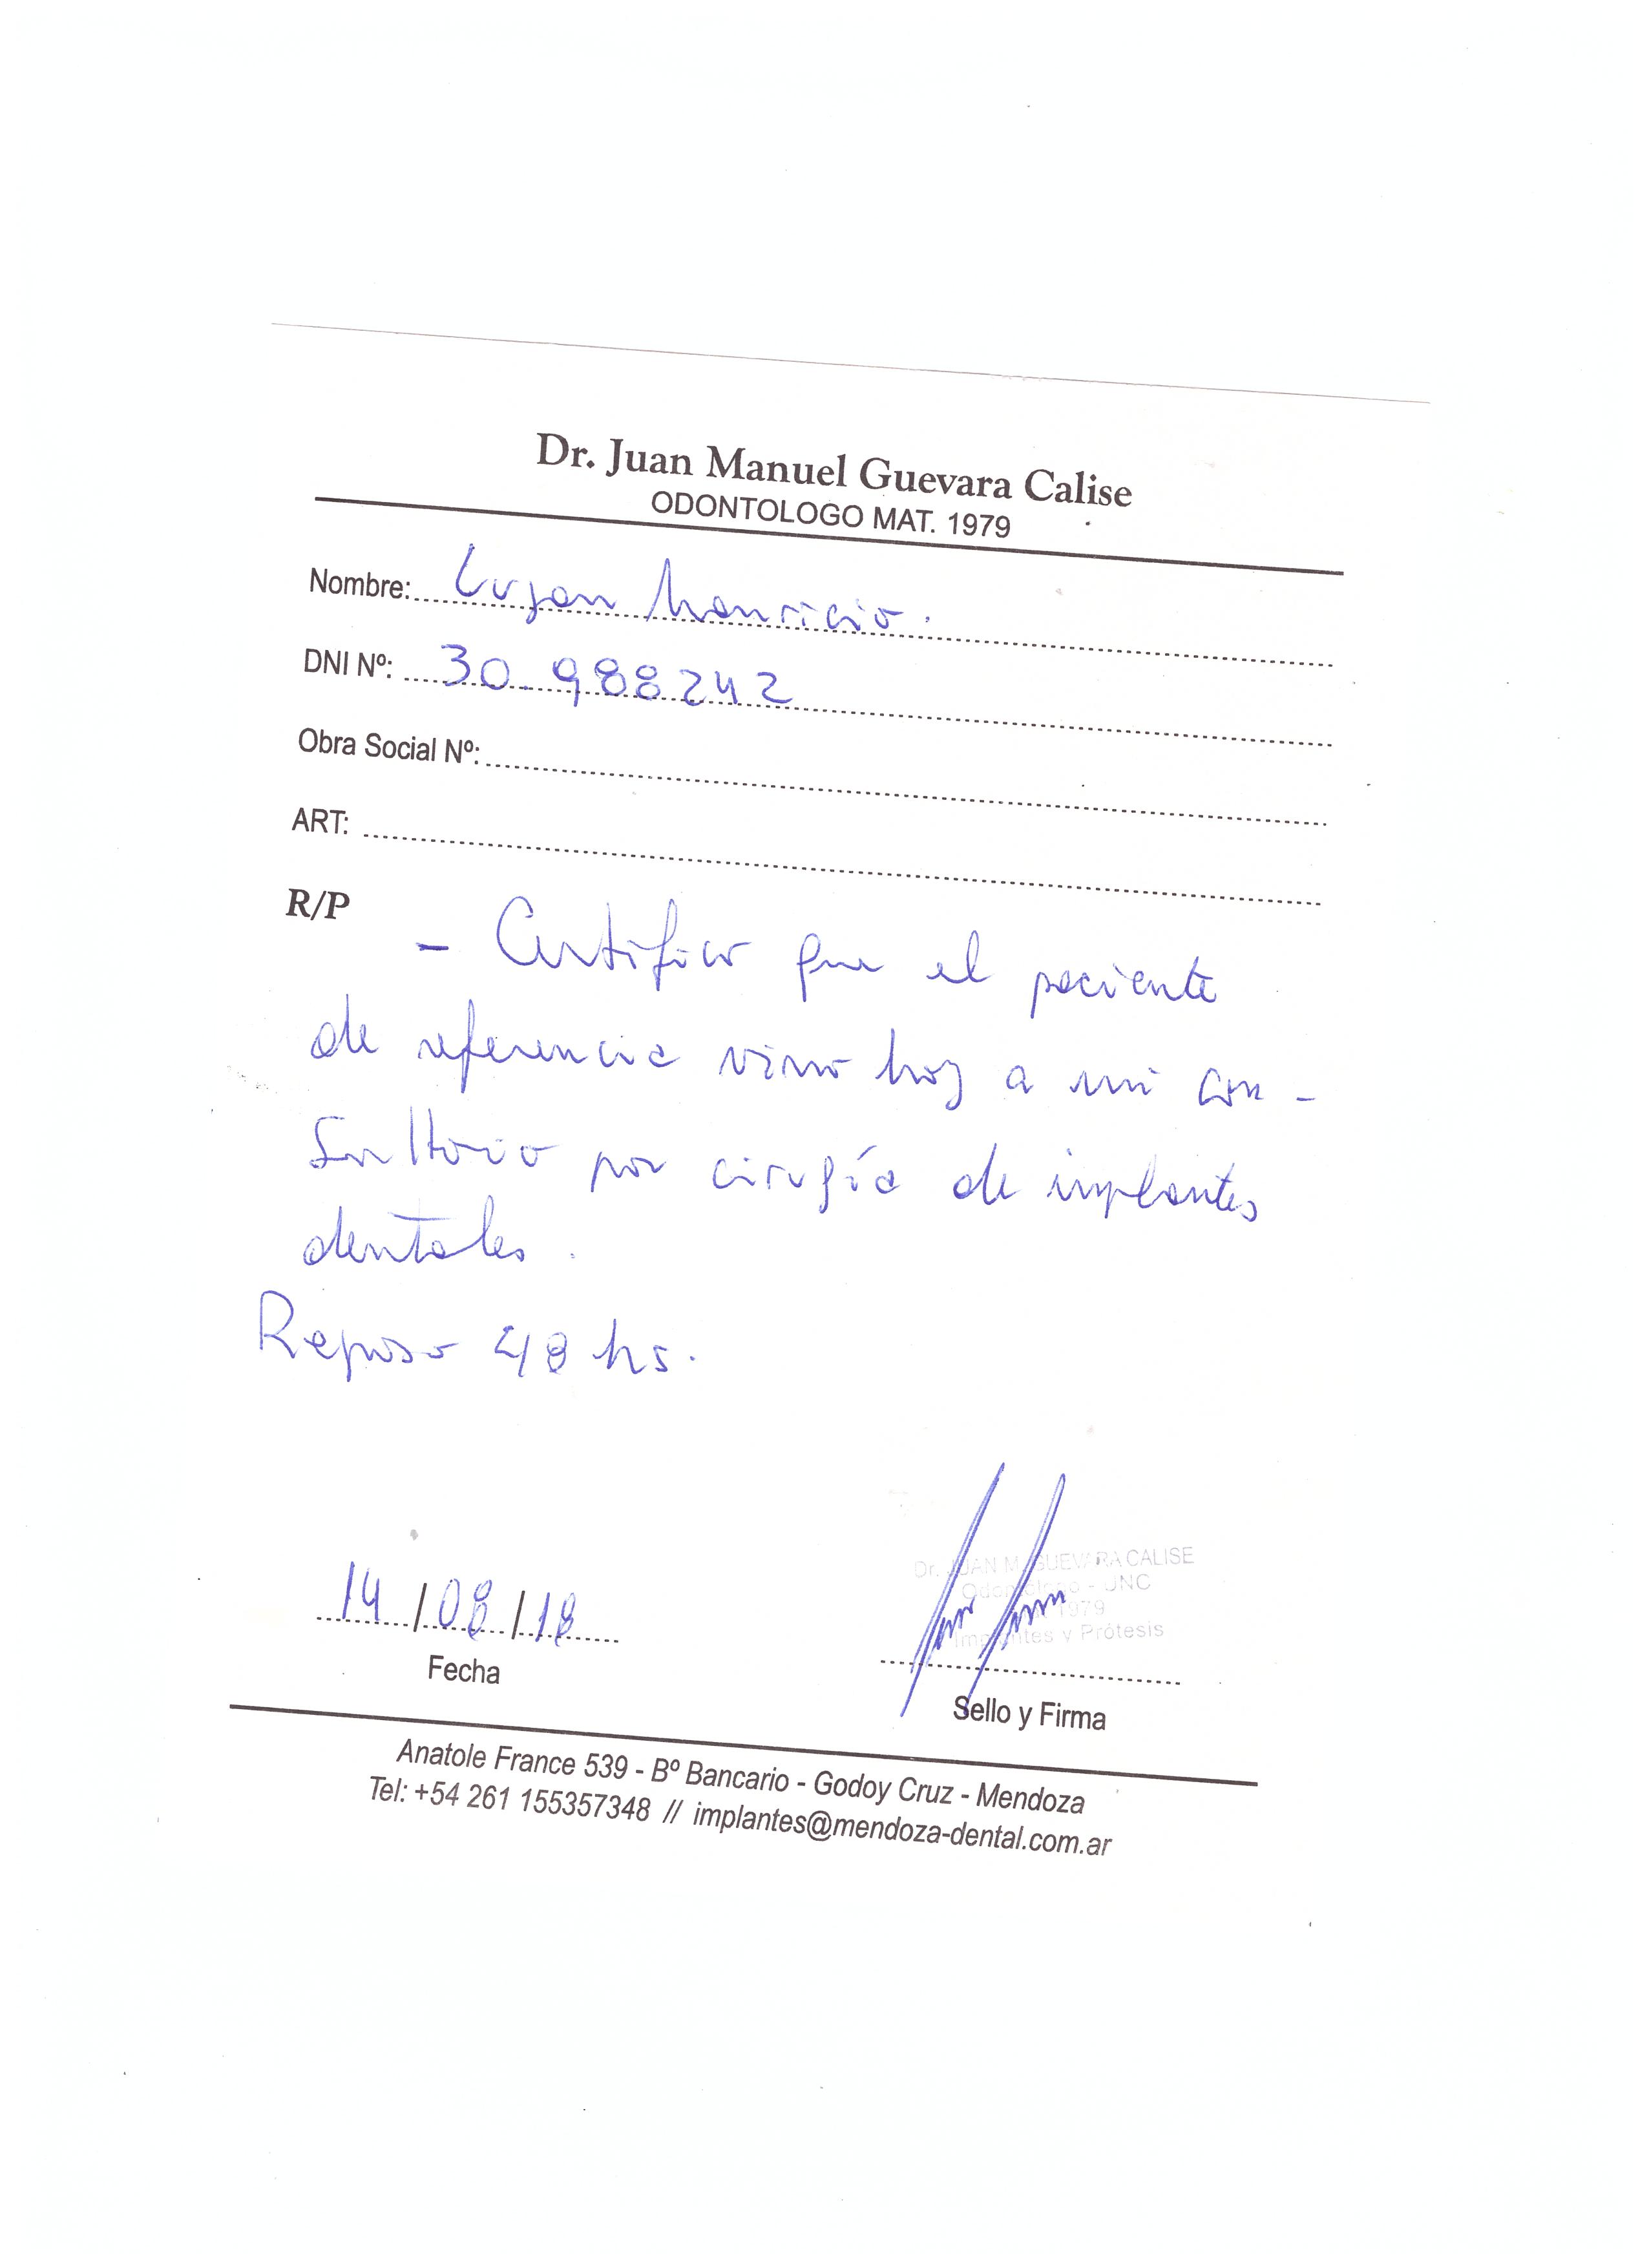 Dr. Juan Manuel Guevara Calise
ODONTOLOGO MAT. 1979
Nombre: Lujan Mauricio.
DNI Nº: 30.988242
Obra Social Nº:
ART:
R/P
- Certifico que el paciente
de referencia vino hoy a mi con-
sultorio por cirugía de implantes
dentales.
Reposo 48 hs.
14/08/18
Fecha
Dr. JUAN M. GUEVARA CALISE
Odontologo - UNC
1979
Implantes y Prótesis
Sello y Firma
Anatole France 539 - Bº Bancario - Godoy Cruz - Mendoza
Tel: +54 261 155357348 // implantes@mendoza-dental.com.ar